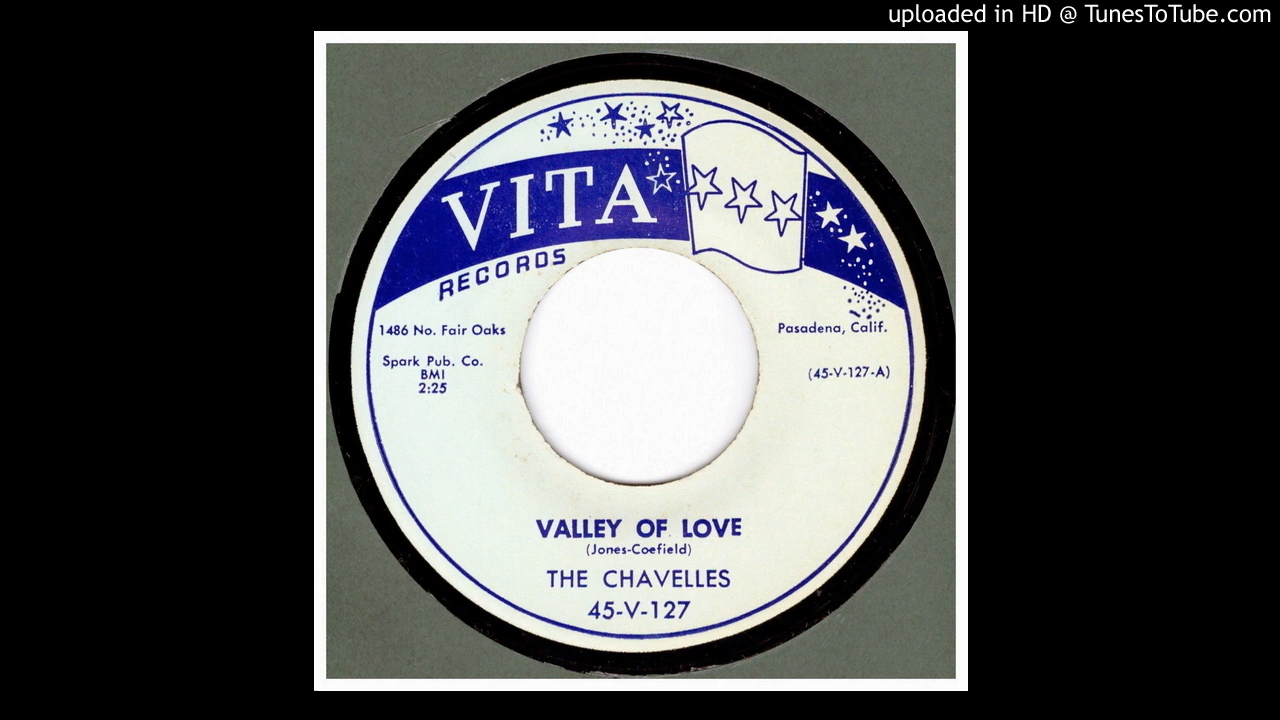 uploaded in HD @ TunesToTube.com
VITA
RECORDS
1486 No. Fair Oaks
Pasadena, Calif.
Spark Pub. Co.
BMI
2:25
(45-V-127-A)
VALLEY OF LOVE
(Jones-Coefield)
THE CHAVELLES
45-V-127